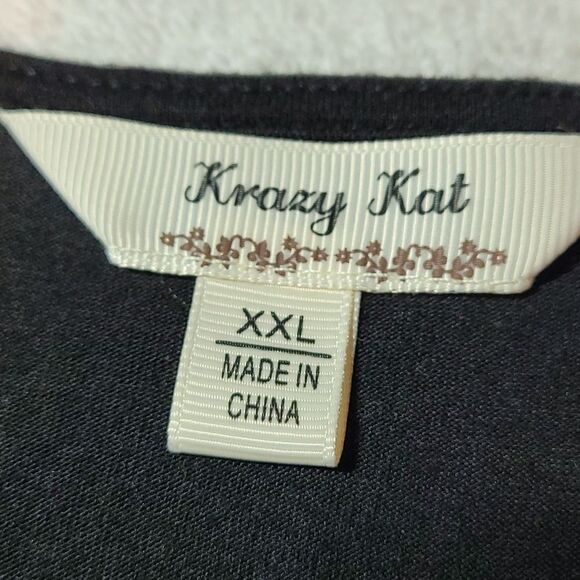 Krazy Kat
XXL
MADE IN
CHINA